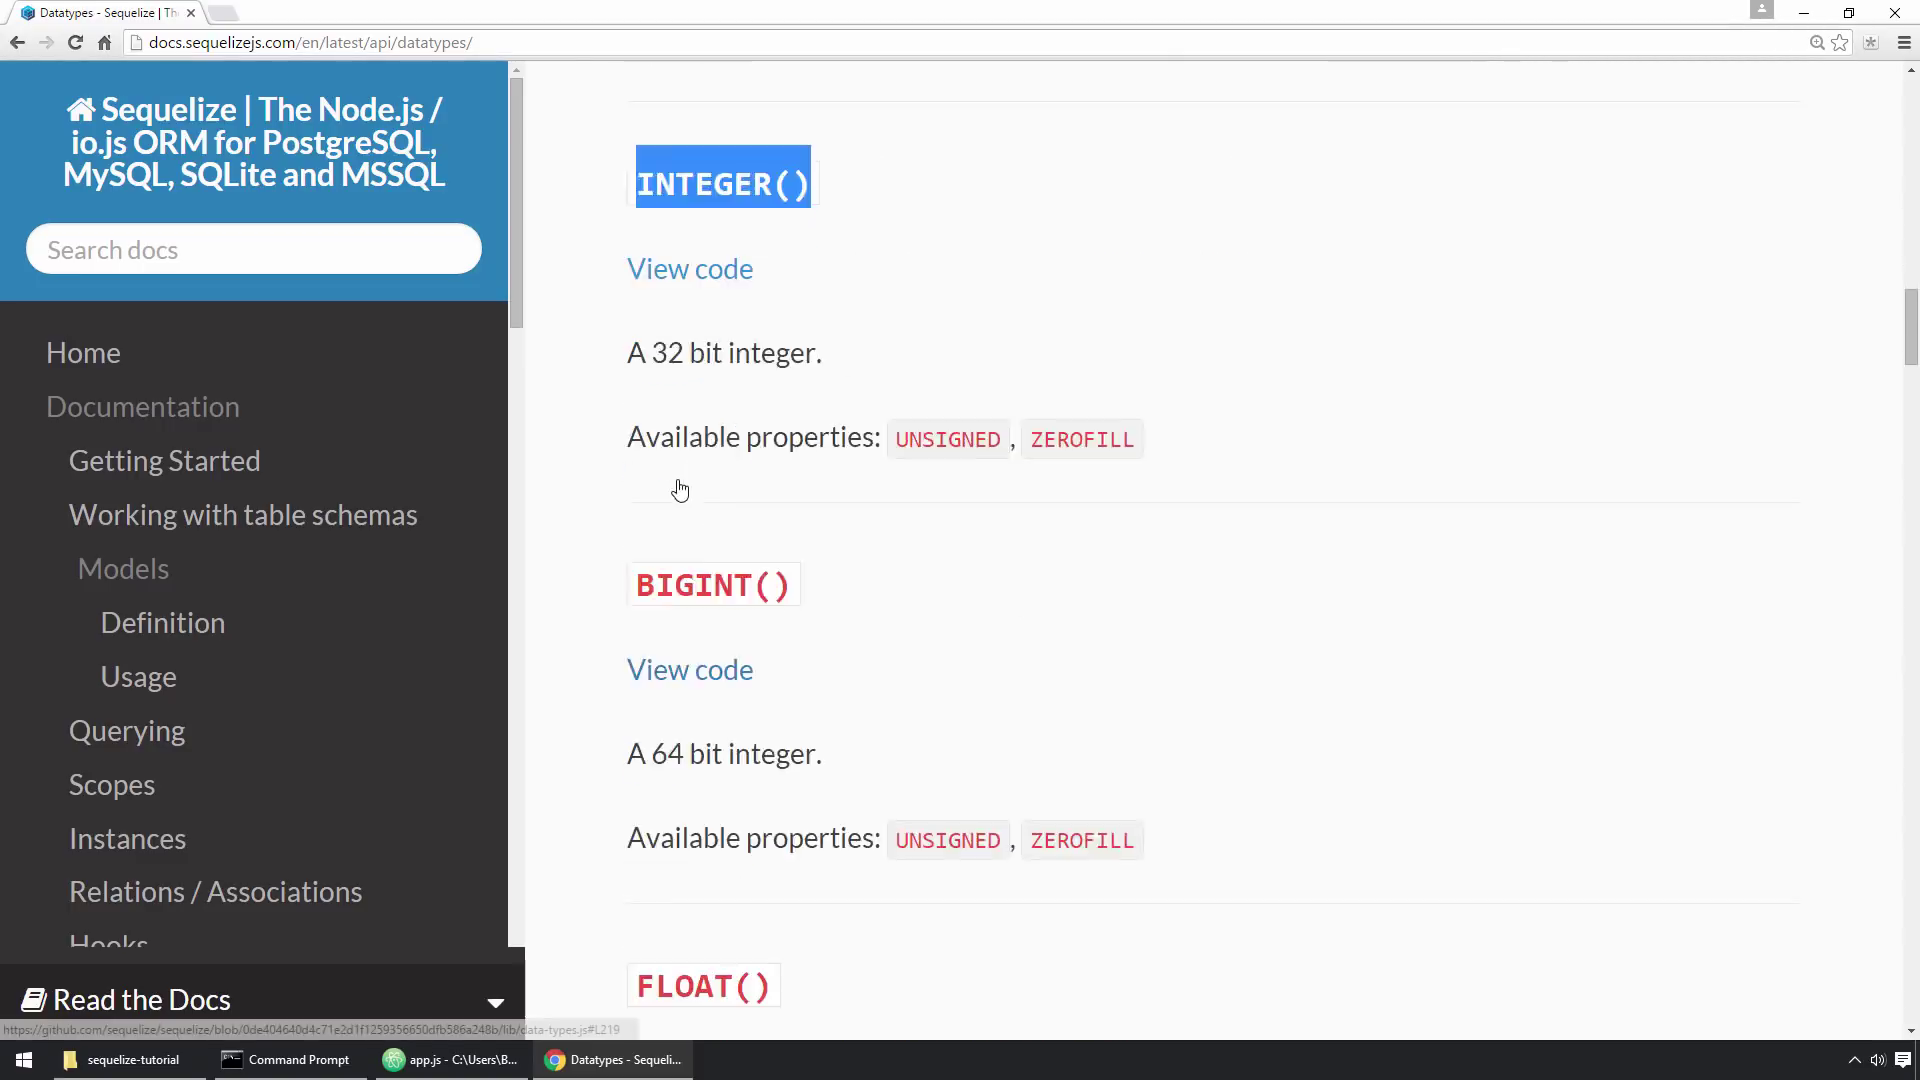 Datatypes - Sequelize | Th
docs.sequelizejs.com/en/latest/api/datatypes/
Sequelize | The Node.js /
io.js ORM for PostgreSQL,
MySQL, SQLite and MSSQL
Search docs
Home
Documentation
Getting Started
Working with table schemas
Models
Definition
Usage
Querying
Scopes
Instances
Relations / Associations
Hooks
Read the Docs
INTEGER()
View code
A 32 bit integer.
Available properties: UNSIGNED, ZEROFILL
BIGINT()
View code
A 64 bit integer.
Available properties: UNSIGNED, ZEROFILL
FLOAT()
https://github.com/sequelize/sequelize/blob/0de404640d4c71e2d1f1259356650dfb586a248b/lib/data-types.js#L219
sequelize-tutorial
Command Prompt
app.js - C:\Users\B...
Datatypes - Sequeli...